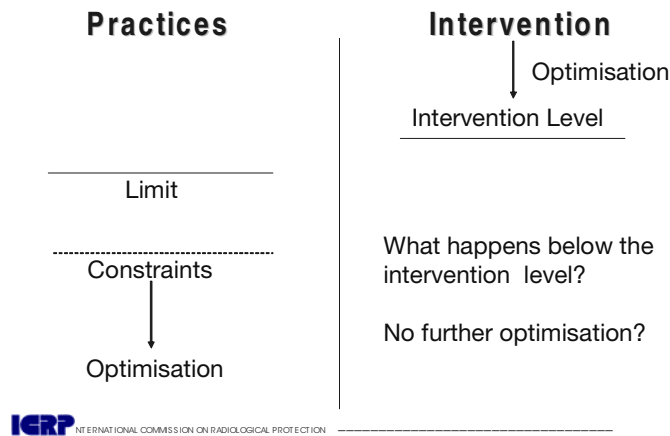 Practices
Limit
Constraints
Optimisation
Intervention
Optimisation
Intervention Level
What happens below the
intervention level?
No further optimisation?
ICRP INTERNATIONAL COMMISSION ON RADIOLOGICAL PROTECTION